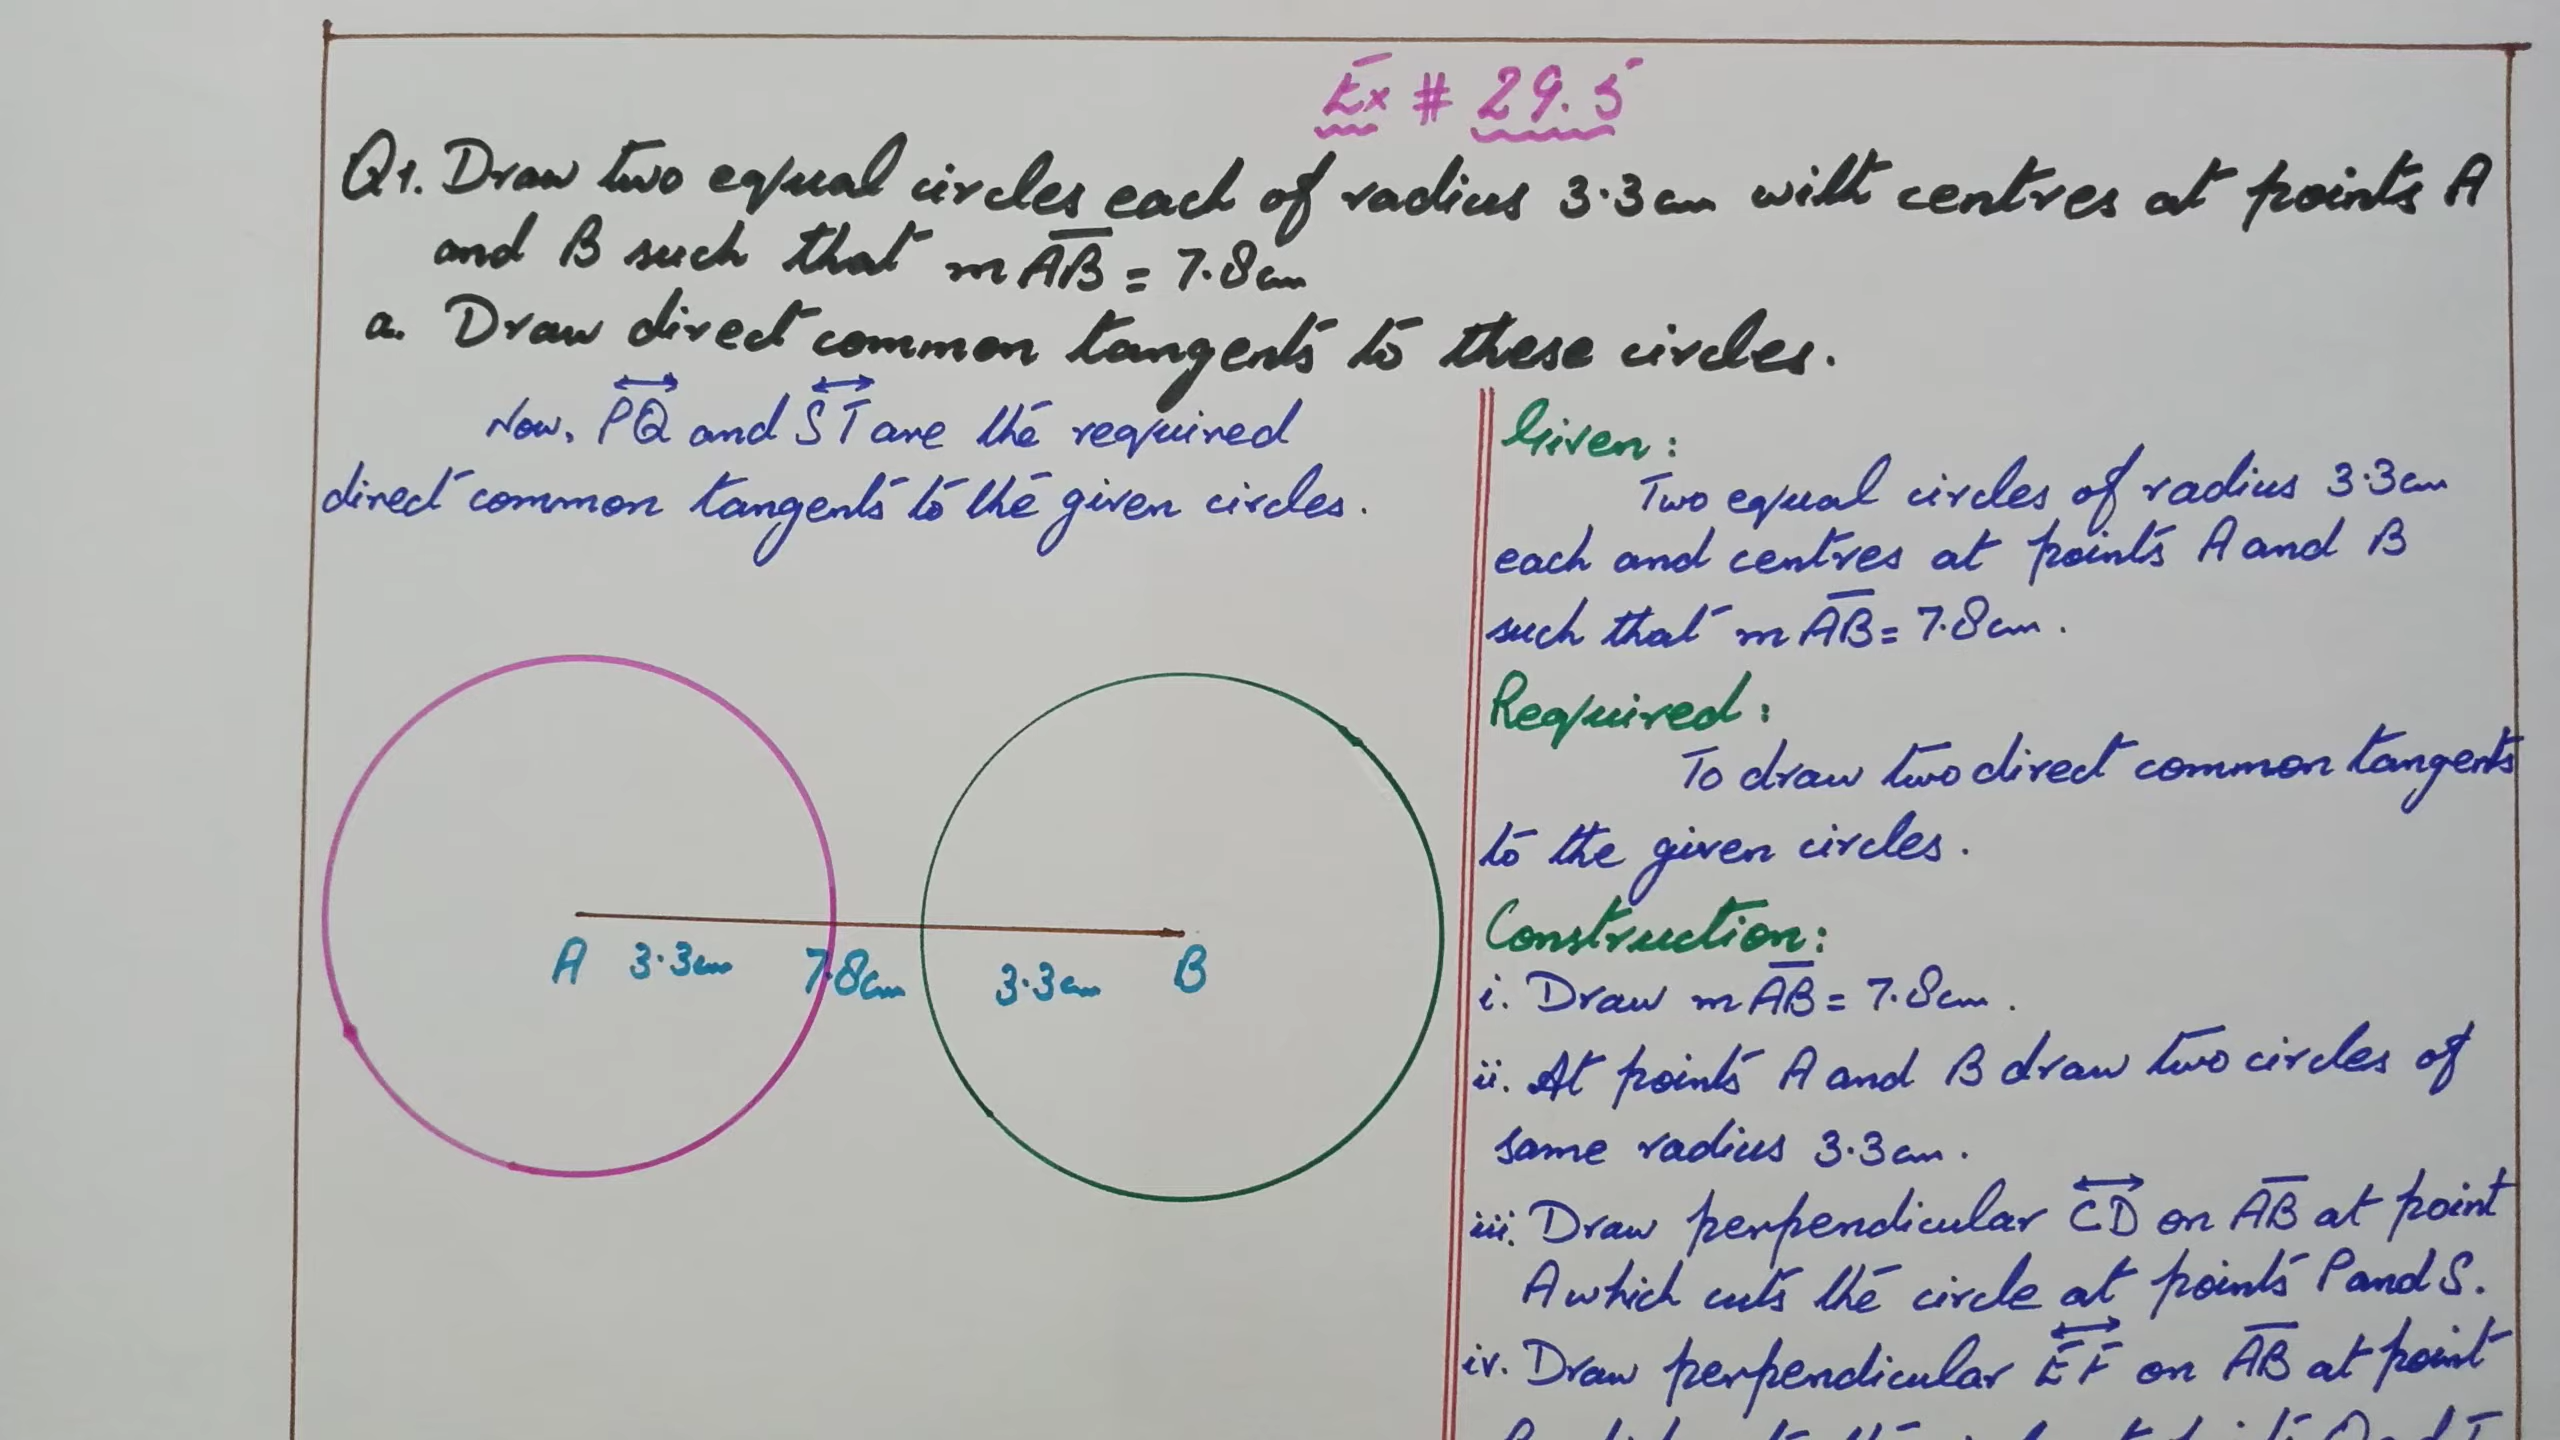 Ex # 29.5
Q1. Draw two equal circles each of radius 3.3cm with centres at points A
and B such that mAB = 7.8cm
a. Draw direct common tangents to these circles.
Now, PQ and ST are the required
direct common tangents to the given circles.
A 3.3cm 7.8cm 3.3cm B
Given:
Two equal circles of radius 3.3cm
each and centres at points A and B
such that mAB = 7.8cm.
Required:
To draw two direct common tangents
to the given circles.
Construction:
i. Draw mAB = 7.8cm.
ii. At points A and B draw two circles of
same radius 3.3cm.
iii. Draw perpendicular CD on AB at point
A which cuts the circle at points P and S.
iv. Draw perpendicular EF on AB at point